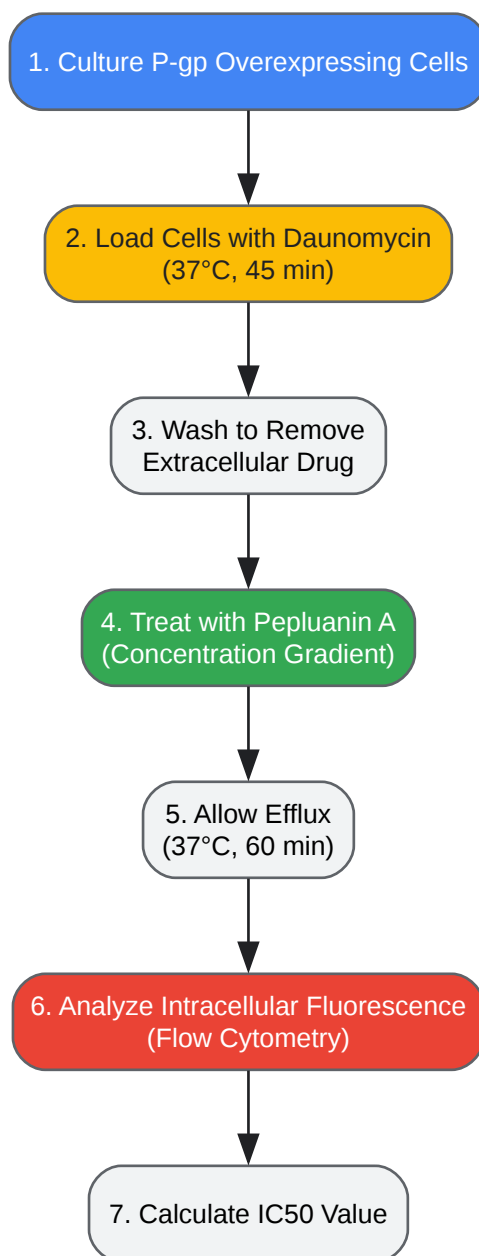 1. Culture P-gp Overexpressing Cells
2. Load Cells with Daunomycin
(37°C, 45 min)
3. Wash to Remove
Extracellular Drug
4. Treat with Pepluanin A
(Concentration Gradient)
5. Allow Efflux
(37°C, 60 min)
6. Analyze Intracellular Fluorescence
(Flow Cytometry)
7. Calculate IC50 Value